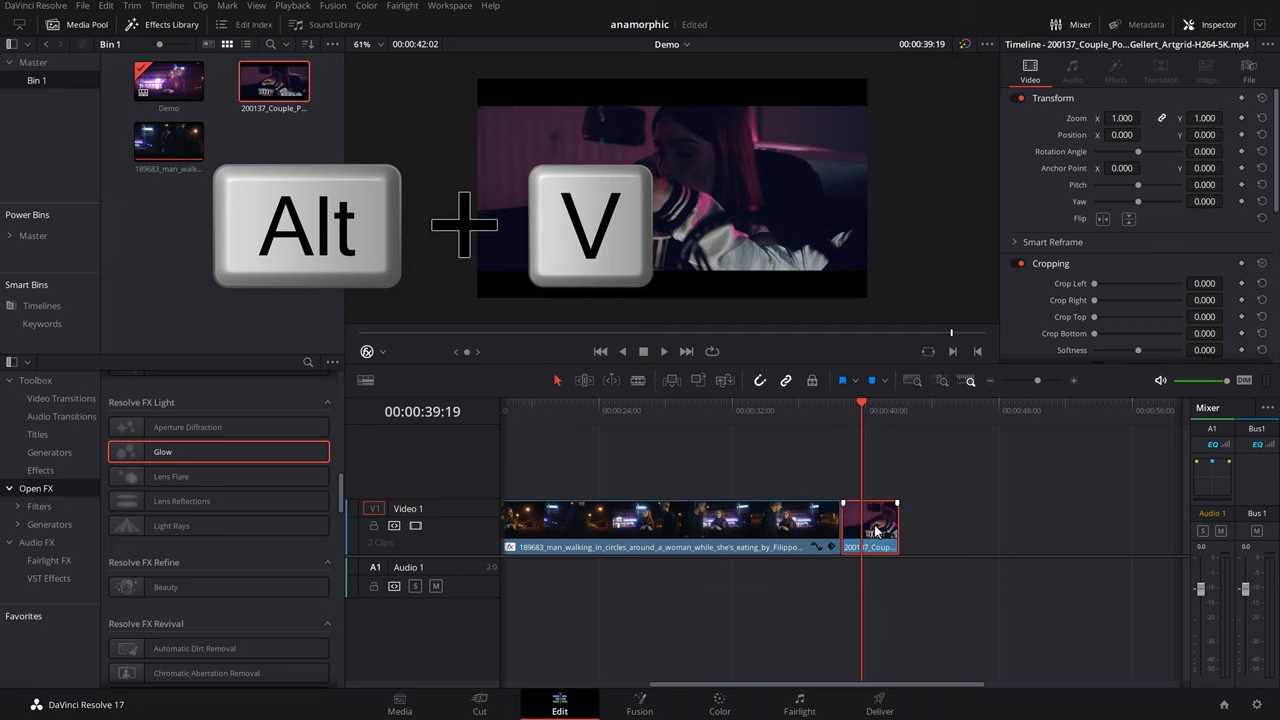 DaVinci Resolve File Edit Trim Timeline Clip Mark View Playback Fusion Color Fairlight Workspace Help
Media Pool Effects Library Edit Index Sound Library anamorphic Edited Mixer Metadata Inspector
Bin 1 61% 00:00:42:02 Demo 00:00:39:19 Timeline - 200137_Couple_Po...Gellert_Artgrid-H264-5K.mp4
Master
Bin 1
Power Bins
Master
Smart Bins
Timelines
Keywords
Demo
200137_Couple_P...
189683_man_walk...
Alt + V
Video Audio Effects Transition Image File
Transform
Zoom X 1.000 Y 1.000
Position X 0.000 Y 0.000
Rotation Angle 0.000
Anchor Point X 0.000 Y 0.000
Pitch 0.000
Yaw 0.000
Flip
Smart Reframe
Cropping
Crop Left 0.000
Crop Right 0.000
Crop Top 0.000
Crop Bottom 0.000
Softness 0.000
Toolbox
Video Transitions
Audio Transitions
Titles
Generators
Effects
Open FX
Filters
Generators
Audio FX
Fairlight FX
VST Effects
Favorites
Resolve FX Light
Aperture Diffraction
Glow
Lens Flare
Lens Reflections
Light Rays
Resolve FX Refine
Beauty
Resolve FX Revival
Automatic Dirt Removal
Chromatic Aberration Removal
DIM
00:00:39:19
00:00:24:00 00:00:32:00 00:00:40:00 00:00:48:00 00:00:56:00
V1 Video 1
2 Clips
fx 189683_man_walking_in_circles_around_a_woman_while_she's_eating_by_Filippo... 200137_Coup...
A1 Audio 1 2.0
S M
Mixer
A1 Bus1
EQ EQ
Audio 1 Bus 1
S M M
0.0 0.0
DaVinci Resolve 17
Media Cut Edit Fusion Color Fairlight Deliver